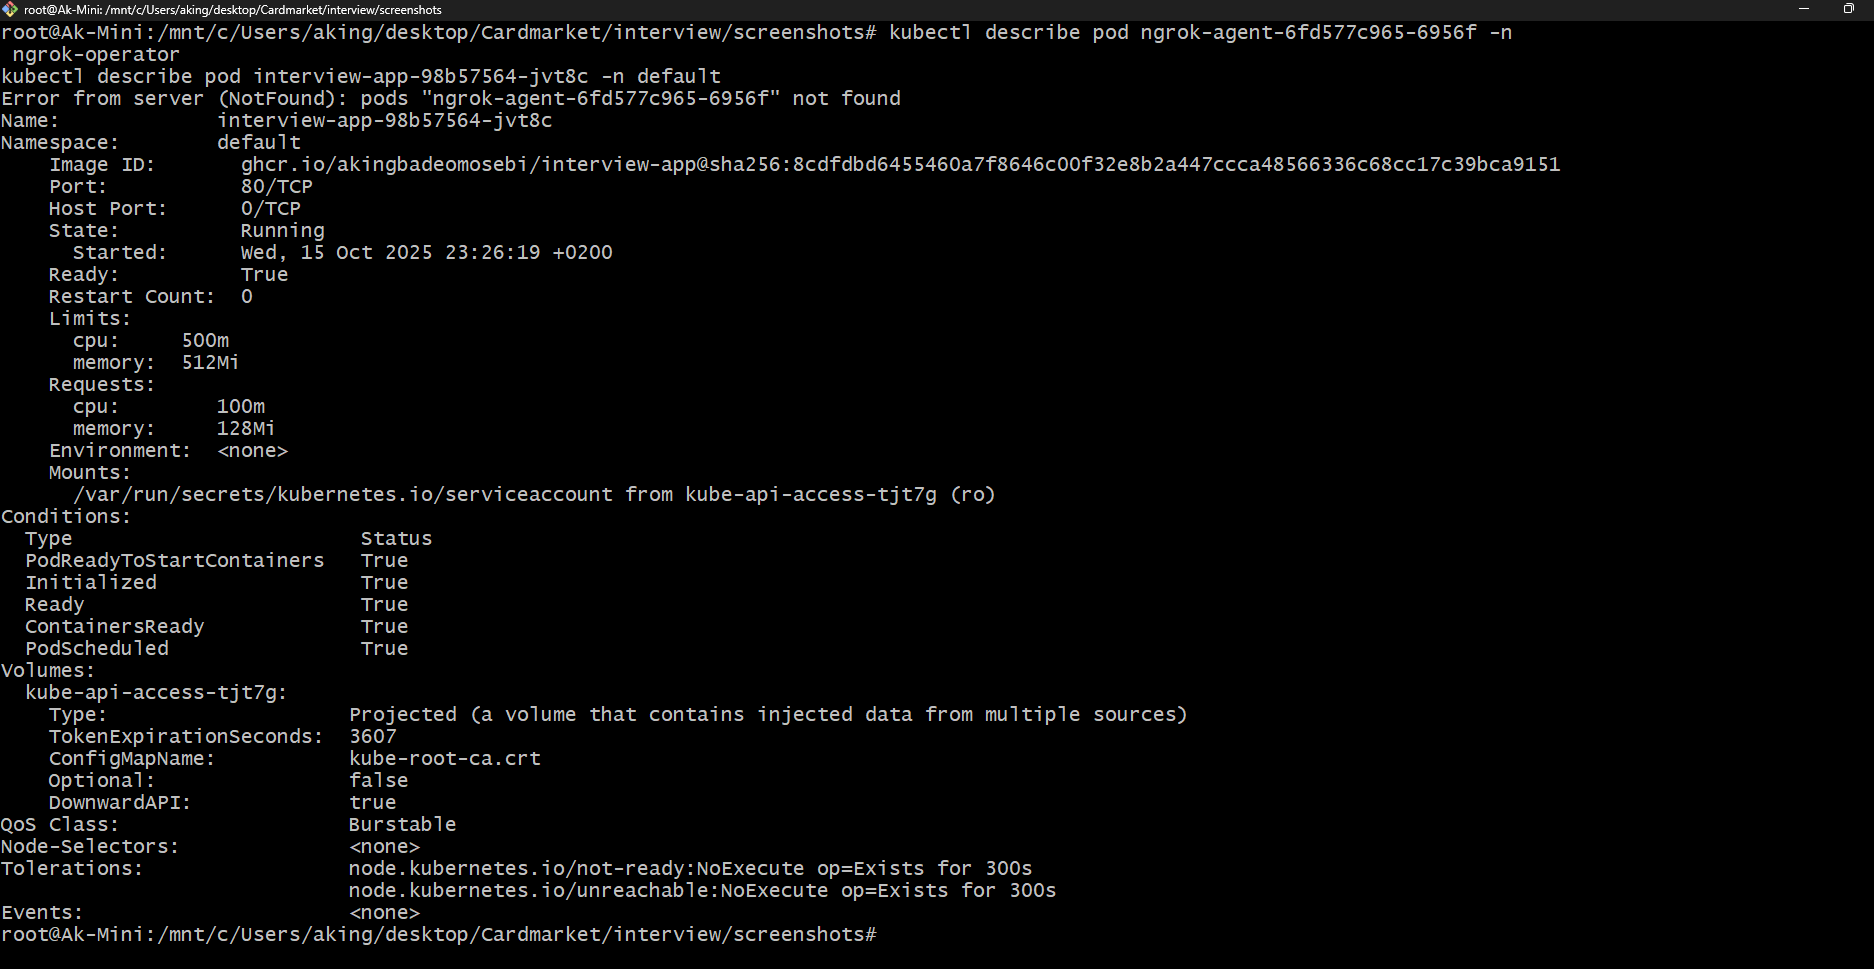 root@Ak-Mini: /mnt/c/Users/aking/desktop/Cardmarket/interview/screenshots
root@Ak-Mini:/mnt/c/Users/aking/desktop/Cardmarket/interview/screenshots# kubectl describe pod ngrok-agent-6fd577c965-6956f -n
 ngrok-operator
kubectl describe pod interview-app-98b57564-jvt8c -n default
Error from server (NotFound): pods "ngrok-agent-6fd577c965-6956f" not found
Name:             interview-app-98b57564-jvt8c
Namespace:        default
    Image ID:       ghcr.io/akingbadeomosebi/interview-app@sha256:8cdfdbd6455460a7f8646c00f32e8b2a447ccca48566336c68cc17c39bca9151
    Port:           80/TCP
    Host Port:      0/TCP
    State:          Running
      Started:      Wed, 15 Oct 2025 23:26:19 +0200
    Ready:          True
    Restart Count:  0
    Limits:
      cpu:     500m
      memory:  512Mi
    Requests:
      cpu:        100m
      memory:     128Mi
    Environment:  <none>
    Mounts:
      /var/run/secrets/kubernetes.io/serviceaccount from kube-api-access-tjt7g (ro)
Conditions:
  Type                        Status
  PodReadyToStartContainers   True
  Initialized                 True
  Ready                       True
  ContainersReady             True
  PodScheduled                True
Volumes:
  kube-api-access-tjt7g:
    Type:                    Projected (a volume that contains injected data from multiple sources)
    TokenExpirationSeconds:  3607
    ConfigMapName:           kube-root-ca.crt
    Optional:                false
    DownwardAPI:             true
QoS Class:                   Burstable
Node-Selectors:              <none>
Tolerations:                 node.kubernetes.io/not-ready:NoExecute op=Exists for 300s
                             node.kubernetes.io/unreachable:NoExecute op=Exists for 300s
Events:                      <none>
root@Ak-Mini:/mnt/c/Users/aking/desktop/Cardmarket/interview/screenshots#